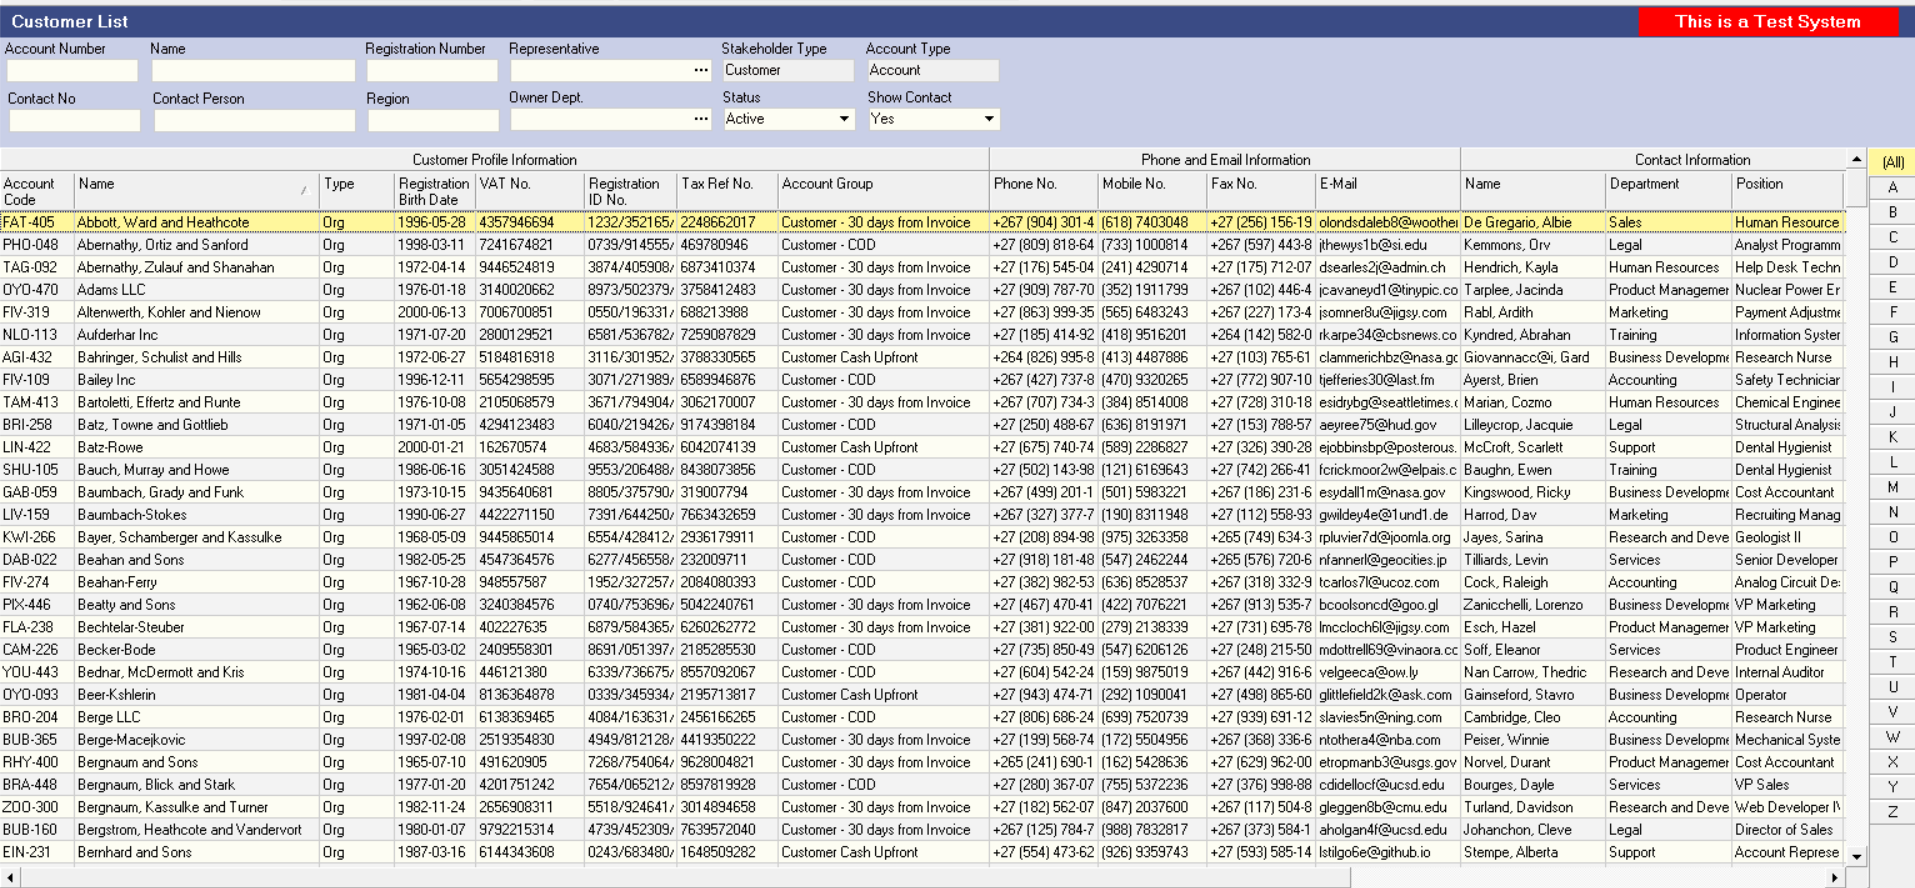 Customer List This is a Test System
Account Number Name Registration Number Representative Stakeholder Type Account Type
... Customer Account
Contact No Contact Person Region Owner Dept. Status Show Contact
... Active Yes
Customer Profile Information Phone and Email Information Contact Information (All)
Account Code Name Type Registration Birth Date VAT No. Registration ID No. Tax Ref No. Account Group Phone No. Mobile No. Fax No. E-Mail Name Department Position
FAT-405 Abbott, Ward and Heathcote Org 1996-05-28 4357946694 1232/352165/ 2248662017 Customer - 30 days from Invoice +267 (904) 301-4 (618) 7403048 +27 (256) 156-19 olondsdaleb8@woother De Gregario, Albie Sales Human Resource
PHO-048 Abernathy, Ortiz and Sanford Org 1998-03-11 7241674821 0739/914555/ 469780946 Customer - COD +27 (809) 818-64 (733) 1000814 +267 (597) 443-8 jthewys1b@si.edu Kemmons, Orv Legal Analyst Programm
TAG-092 Abernathy, Zulauf and Shanahan Org 1972-04-14 9446524819 3874/405908/ 6873410374 Customer - 30 days from Invoice +27 (176) 545-04 (241) 4290714 +27 (175) 712-07 dsearles2j@admin.ch Hendrich, Kayla Human Resources Help Desk Techn
OYO-470 Adams LLC Org 1976-01-18 3140020662 8973/502379/ 3758412483 Customer - 30 days from Invoice +27 (909) 787-70 (352) 1911799 +267 (102) 446-4 jcavaneyd1@tinypic.co Tarplee, Jacinda Product Managemer Nuclear Power Er
FIV-319 Altenwerth, Kohler and Nienow Org 2000-06-13 7006700851 0550/196331/ 688213988 Customer - 30 days from Invoice +27 (863) 999-35 (565) 6483243 +267 (227) 173-4 jsomner8u@jigsy.com Rabl, Ardith Marketing Payment Adjustme
NLO-113 Aufderhar Inc Org 1971-07-20 2800129521 6581/536782/ 7259087829 Customer - 30 days from Invoice +27 (185) 414-92 (418) 9516201 +264 (142) 582-0 rkarpe34@cbsnews.co Kyndred, Abrahan Training Information Syster
AGI-432 Bahringer, Schulist and Hills Org 1972-06-27 5184816918 3116/301952/ 3788330565 Customer Cash Upfront +264 (826) 995-8 (413) 4487886 +27 (103) 765-61 clammerichbz@nasa.gc Giovannacc@i, Gard Business Developme Research Nurse
FIV-109 Bailey Inc Org 1996-12-11 5654298595 3071/271989/ 6589946876 Customer - COD +267 (427) 737-8 (470) 9320265 +27 (772) 907-10 tjefferies30@last.fm Ayerst, Brien Accounting Safety Techniciar
TAM-413 Bartoletti, Effertz and Runte Org 1976-10-08 2105068579 3671/794904/ 3062170007 Customer - 30 days from Invoice +267 (707) 734-3 (384) 8514008 +27 (728) 310-18 esidrybg@seattletimes.c Marian, Cozmo Human Resources Chemical Enginee
BRI-258 Batz, Towne and Gottlieb Org 1971-01-05 4294123483 6040/219426/ 9174398184 Customer - COD +27 (250) 488-67 (636) 8191971 +27 (153) 788-57 aeyree75@hud.gov Lilleycrop, Jacquie Legal Structural Analysis
LIN-422 Batz-Rowe Org 2000-01-21 162670574 4683/584936/ 6042074139 Customer Cash Upfront +27 (675) 740-74 (589) 2286827 +27 (326) 390-28 ejobbinsbp@posterous. McCroft, Scarlett Support Dental Hygienist
SHU-105 Bauch, Murray and Howe Org 1986-06-16 3051424588 9553/206488/ 8438073856 Customer - COD +27 (502) 143-98 (121) 6169643 +27 (742) 266-41 fcrickmoor2w@elpais.c Baughn, Ewen Training Dental Hygienist
GAB-059 Baumbach, Grady and Funk Org 1973-10-15 9435640681 8805/375790/ 319007794 Customer - 30 days from Invoice +267 (499) 201-1 (501) 5983221 +267 (186) 231-6 esydall1m@nasa.gov Kingswood, Ricky Business Developme Cost Accountant
LIV-159 Baumbach-Stokes Org 1990-06-27 4422271150 7391/644250/ 7663432659 Customer - 30 days from Invoice +267 (327) 377-7 (190) 8311948 +27 (112) 558-93 gwildey4e@1und1.de Harrod, Dav Marketing Recruiting Manag
KWI-266 Bayer, Schamberger and Kassulke Org 1968-05-09 9445865014 6554/428412/ 2936179911 Customer - COD +27 (208) 894-98 (975) 3263358 +265 (749) 634-3 rpluvier7d@joomla.org Jayes, Sarina Research and Deve Geologist II
DAB-022 Beahan and Sons Org 1982-05-25 4547364576 6277/456558/ 232009711 Customer - COD +27 (918) 181-48 (547) 2462244 +265 (576) 720-6 nfannerl@geocities.jp Tilliards, Levin Services Senior Developer
FIV-274 Beahan-Ferry Org 1967-10-28 948557587 1952/327257/ 2084080393 Customer - COD +27 (382) 982-53 (636) 8528537 +267 (318) 332-9 tcarlos7l@ucoz.com Cock, Raleigh Accounting Analog Circuit De:
PIX-446 Beatty and Sons Org 1962-06-08 3240384576 0740/753696/ 5042240761 Customer - 30 days from Invoice +27 (467) 470-41 (422) 7076221 +267 (913) 535-7 bcoolsoncd@goo.gl Zanicchelli, Lorenzo Business Developme VP Marketing
FLA-238 Bechtelar-Steuber Org 1967-07-14 402227635 6879/584365/ 6260262772 Customer - 30 days from Invoice +27 (381) 922-00 (279) 2138339 +27 (731) 695-78 lmccloch6l@jigsy.com Esch, Hazel Product Managemer VP Marketing
CAM-226 Becker-Bode Org 1965-03-02 2409558301 8691/051397/ 2185285530 Customer - COD +27 (735) 850-49 (547) 6206126 +27 (248) 215-50 mdottrell69@vinaora.cc Soff, Eleanor Services Product Engineer
YOU-443 Bednar, McDermott and Kris Org 1974-10-16 446121380 6339/736675/ 8557092067 Customer - 30 days from Invoice +27 (604) 542-24 (159) 9875019 +267 (442) 916-6 velgeeca@ow.ly Nan Carrow, Thedric Research and Deve Internal Auditor
OYO-093 Beer-Kshlerin Org 1981-04-04 8136364878 0339/345934/ 2195713817 Customer Cash Upfront +27 (943) 474-71 (292) 1090041 +27 (498) 865-60 glittlefield2k@ask.com Gainseford, Stavro Business Developme Operator
BRO-204 Berge LLC Org 1976-02-01 6138369465 4084/163631/ 2456166265 Customer - COD +27 (806) 686-24 (699) 7520739 +27 (939) 691-12 slavies5n@ning.com Cambridge, Cleo Accounting Research Nurse
BUB-365 Berge-Macejkovic Org 1997-02-08 2519354830 4949/812128/ 4419350222 Customer - 30 days from Invoice +27 (199) 568-74 (172) 5504956 +267 (368) 336-6 ntothera4@nba.com Peiser, Winnie Business Developme Mechanical Syste
RHY-400 Bergnaum and Sons Org 1965-07-10 491620905 7268/754064/ 9628004821 Customer - 30 days from Invoice +265 (241) 690-1 (162) 5428636 +27 (629) 962-00 etropmanb3@usgs.gov Norvel, Durant Product Managemer Cost Accountant
BRA-448 Bergnaum, Blick and Stark Org 1977-01-20 4201751242 7654/065212/ 8597819928 Customer - COD +27 (280) 367-07 (755) 5372236 +27 (376) 998-88 cdidellocf@ucsd.edu Bourges, Dayle Services VP Sales
ZOO-300 Bergnaum, Kassulke and Turner Org 1982-11-24 2656908311 5518/924641/ 3014894658 Customer - 30 days from Invoice +27 (182) 562-07 (847) 2037600 +267 (117) 504-8 gleggen8b@cmu.edu Turland, Davidson Research and Deve Web Developer IV
BUB-160 Bergstrom, Heathcote and Vandervort Org 1980-01-07 9792215314 4739/452309/ 7639572040 Customer - 30 days from Invoice +267 (125) 784-7 (988) 7832817 +267 (373) 584-1 aholgan4f@ucsd.edu Johanchon, Cleve Legal Director of Sales
EIN-231 Bernhard and Sons Org 1987-03-16 6144343608 0243/683480/ 1648509282 Customer Cash Upfront +27 (554) 473-62 (926) 9359743 +27 (593) 585-14 lstilgo6e@github.io Stempe, Alberta Support Account Represe
A
B
C
D
E
F
G
H
I
J
K
L
M
N
O
P
Q
R
S
T
U
V
W
X
Y
Z